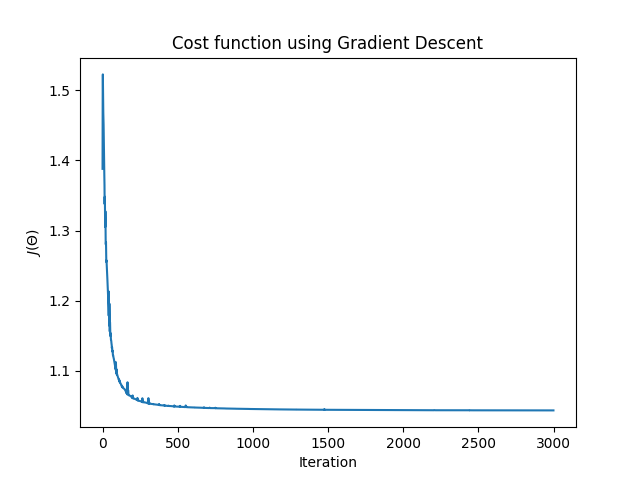 Cost function using Gradient Descent
1.5
1.4
1.3
1.2
1.1
J(Θ)
0 500 1000 1500 2000 2500 3000
Iteration